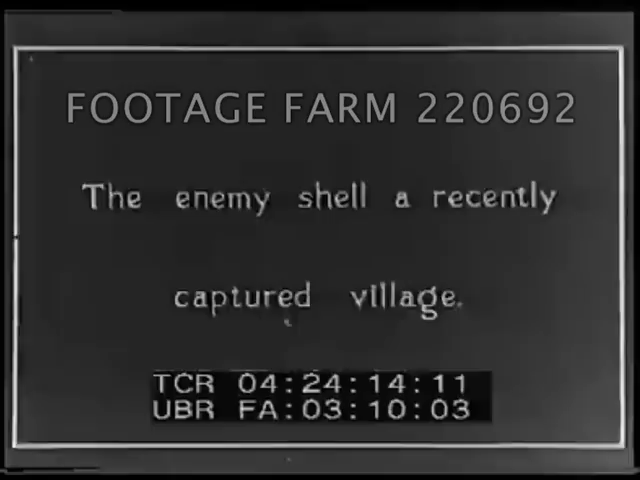 FOOTAGE FARM 220692
The enemy shell a recently
captured village.
TCR 04:24:14:11
UBR FA:03:10:03